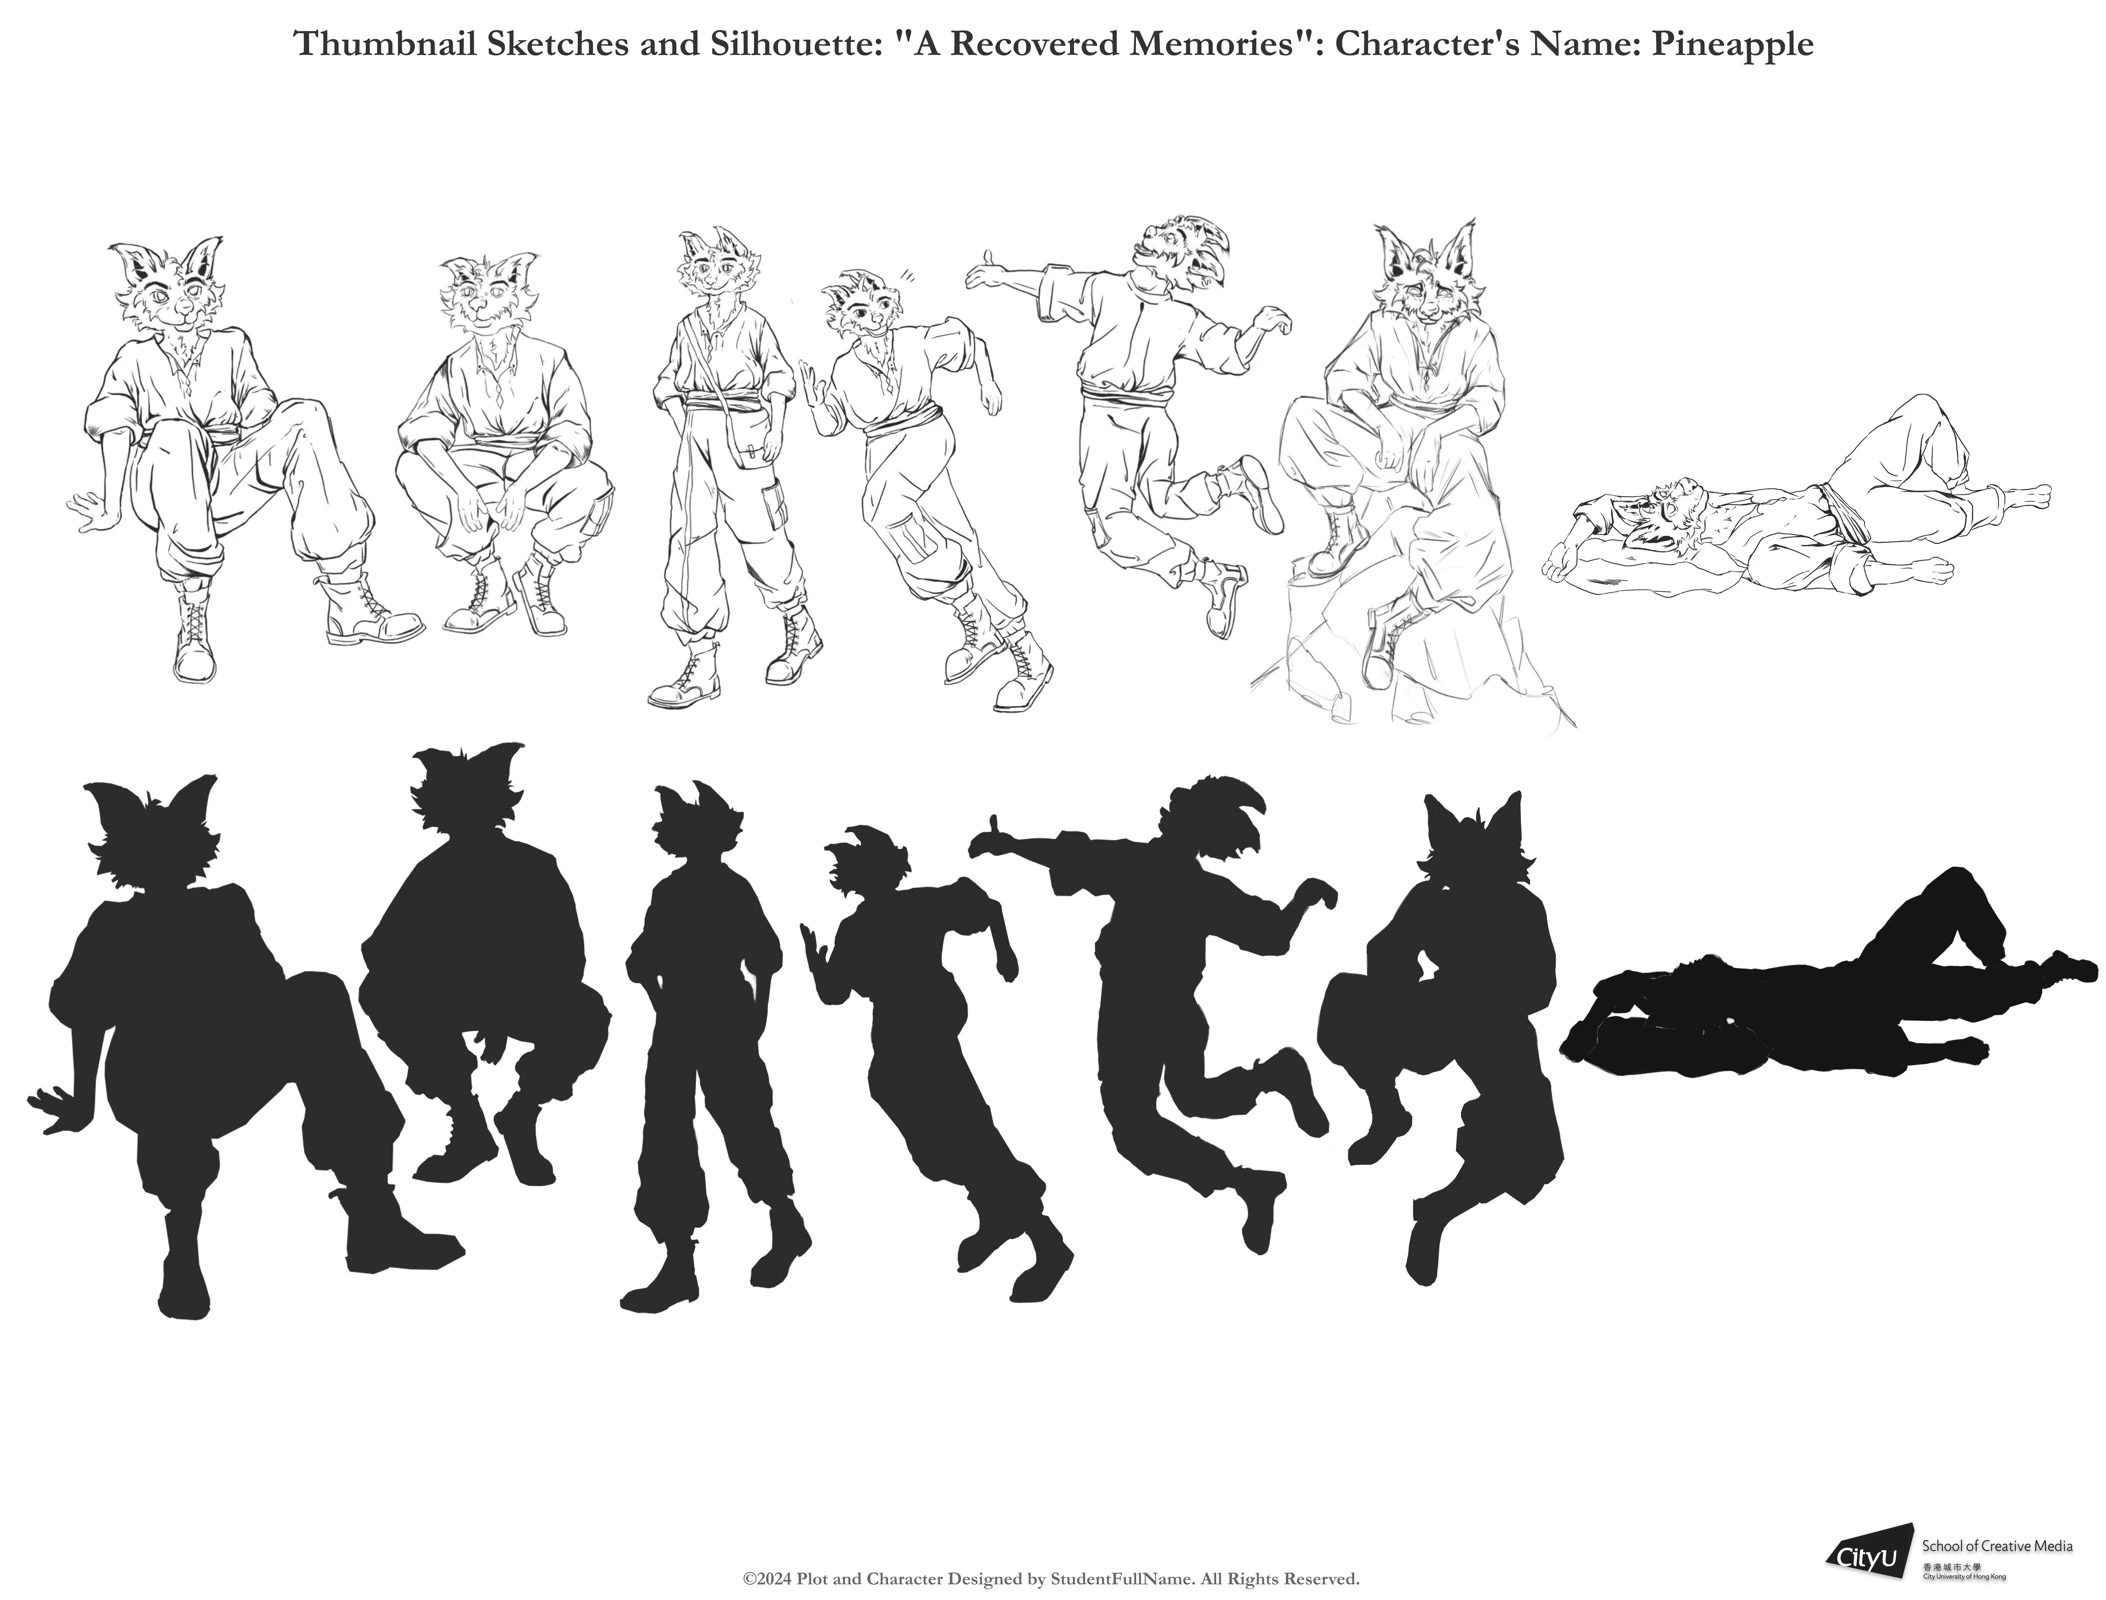 Thumbnail Sketches and Silhouette: "A Recovered Memories": Character's Name: Pineapple
CityU
School of Creative Media
香港城市大學
City University of Hong Kong
©2024 Plot and Character Designed by StudentFullName. All Rights Reserved.